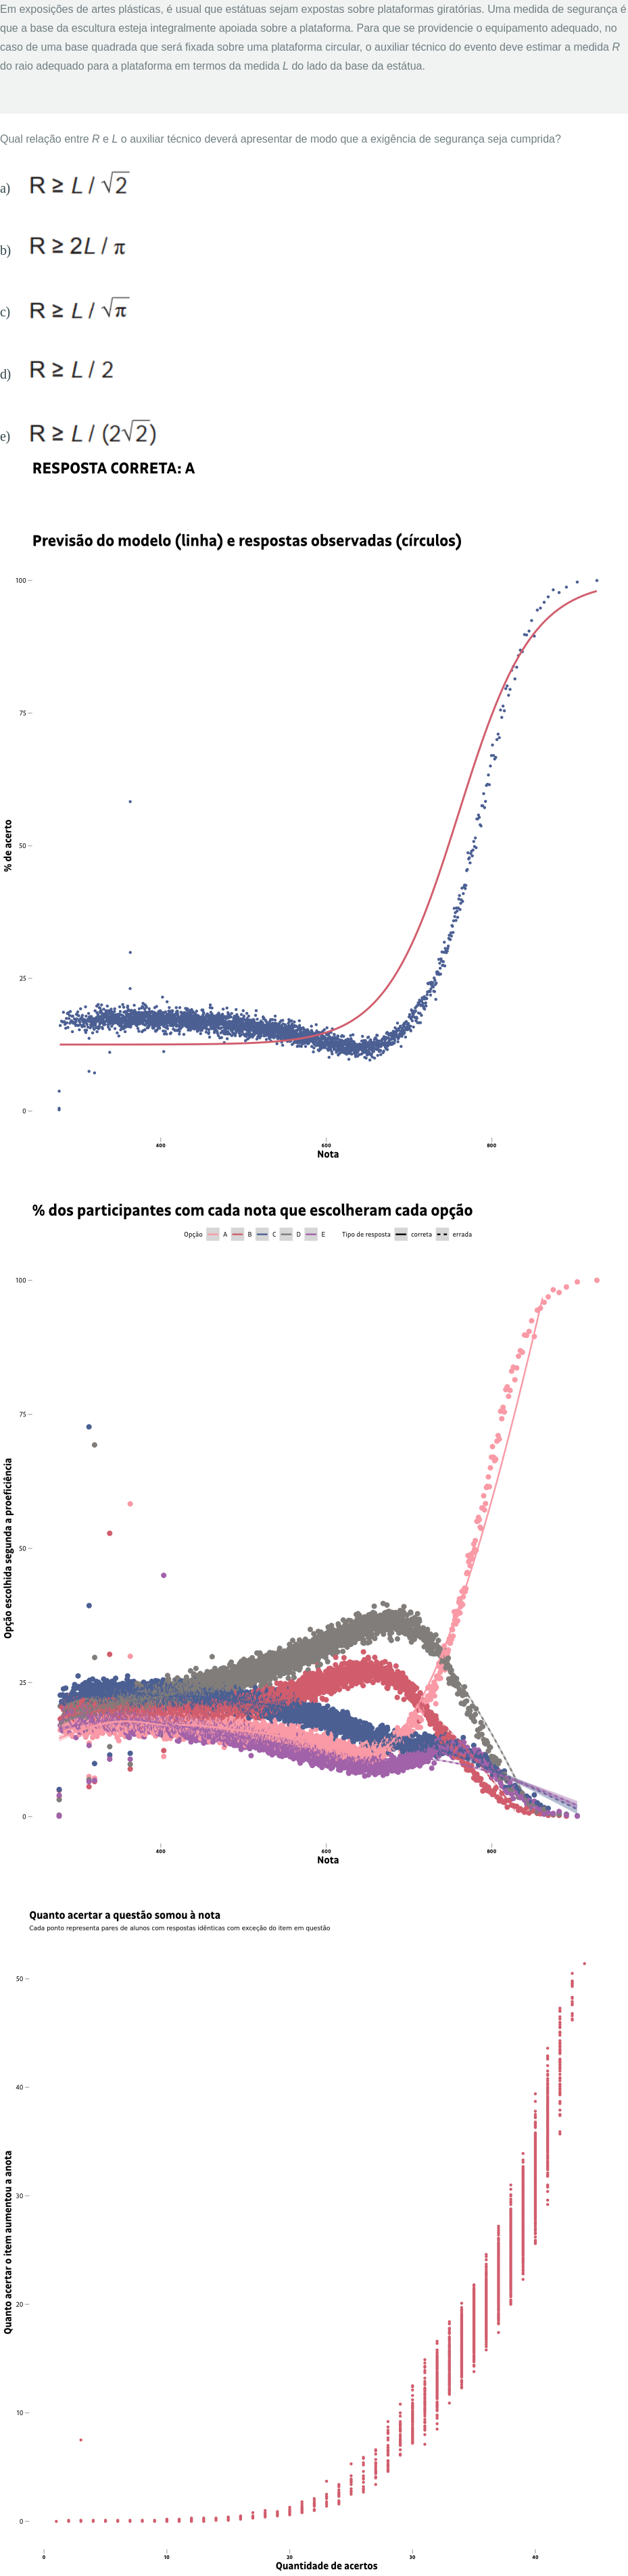 Em exposições de artes plásticas, é usual que estátuas sejam expostas sobre plataformas giratórias. Uma medida de segurança é
que a base da escultura esteja integralmente apoiada sobre a plataforma. Para que se providencie o equipamento adequado, no
caso de uma base quadrada que será fixada sobre uma plataforma circular, o auxiliar técnico do evento deve estimar a medida R
do raio adequado para a plataforma em termos da medida L do lado da base da estátua.
Qual relação entre R e L o auxiliar técnico deverá apresentar de modo que a exigência de segurança seja cumprida?
a) R ≥ L / √2
b) R ≥ 2L / π
c) R ≥ L / √π
d) R ≥ L / 2
e) R ≥ L / (2√2)
RESPOSTA CORRETA: A
Previsão do modelo (linha) e respostas observadas (círculos)
100
75
50
25
0
% de acerto
400 600 800
Nota
% dos participantes com cada nota que escolheram cada opção
Opção A B C D E Tipo de resposta correta errada
100
75
50
25
0
Opção escolhida segunda a proeficiência
400 600 800
Nota
Quanto acertar a questão somou à nota
Cada ponto representa pares de alunos com respostas idênticas com exceção do item em questão
50
40
30
20
10
0
Quanto acertar o item aumentou a anota
0 10 20 30 40
Quantidade de acertos